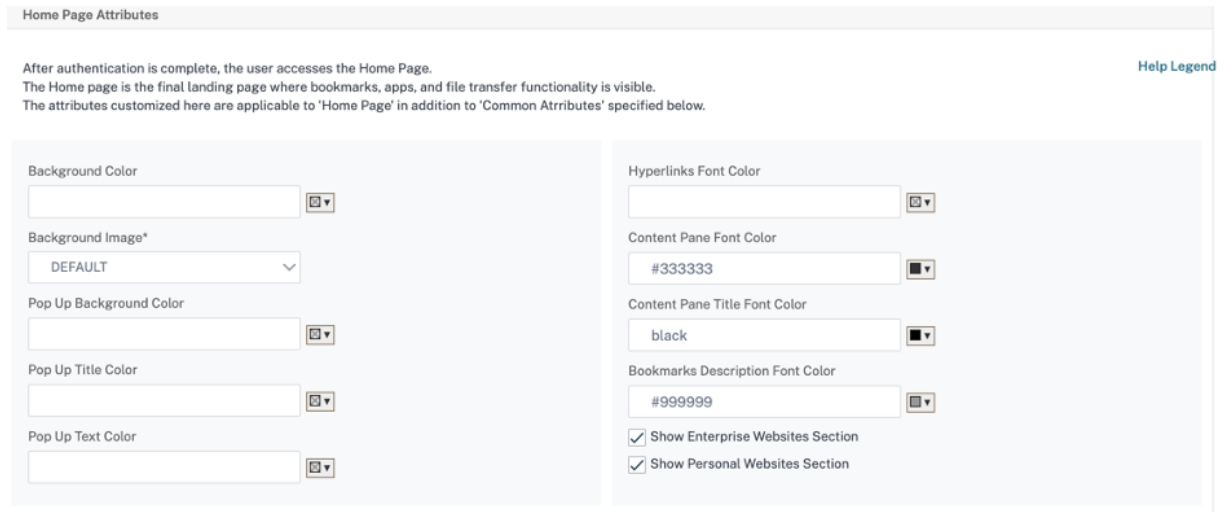 Home Page Attributes
After authentication is complete, the user accesses the Home Page.
Help Legend
The Home page is the final landing page where bookmarks, apps, and file transfer functionality is visible.
The attributes customized here are applicable to 'Home Page' in addition to 'Common Atrributes' specified below.
Background Color
Background Image*
DEFAULT
Pop Up Background Color
Pop Up Title Color
Pop Up Text Color
Hyperlinks Font Color
Content Pane Font Color
#333333
Content Pane Title Font Color
black
Bookmarks Description Font Color
#999999
Show Enterprise Websites Section
Show Personal Websites Section